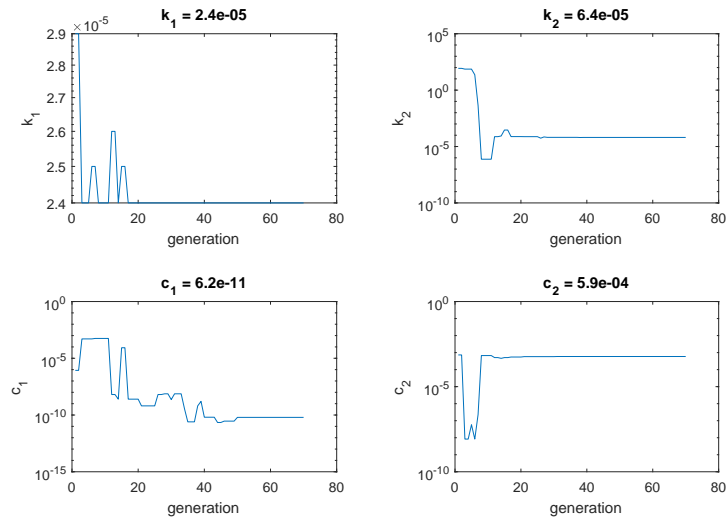 k₁ = 2.4e-05
×10⁻⁵
2.9
2.8
2.7
2.6
2.5
2.4
k₁
0 20 40 60 80
generation
k₂ = 6.4e-05
10⁵
10⁰
10⁻⁵
10⁻¹⁰
k₂
0 20 40 60 80
generation
c₁ = 6.2e-11
10⁰
10⁻⁵
10⁻¹⁰
10⁻¹⁵
c₁
0 20 40 60 80
generation
c₂ = 5.9e-04
10⁰
10⁻⁵
10⁻¹⁰
c₂
0 20 40 60 80
generation